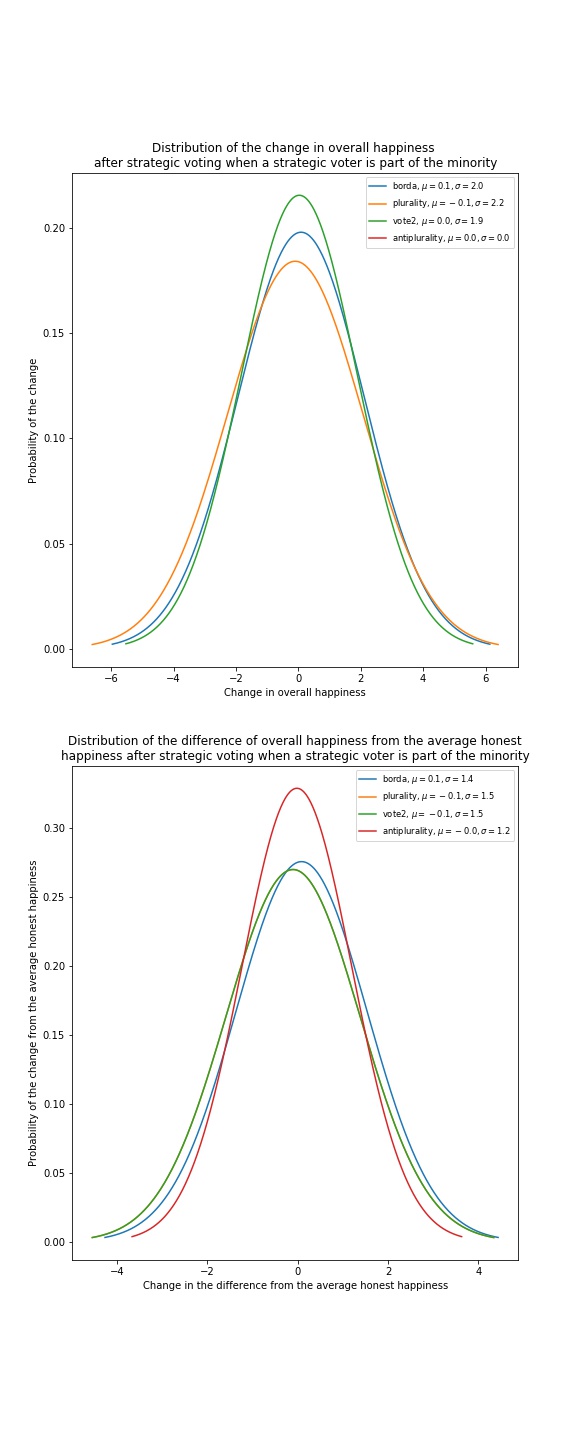 Distribution of the change in overall happiness
after strategic voting when a strategic voter is part of the minority
borda, μ = 0.1, σ = 2.0
plurality, μ = −0.1, σ = 2.2
vote2, μ = 0.0, σ = 1.9
antiplurality, μ = 0.0, σ = 0.0
Probability of the change
0.20
0.15
0.10
0.05
0.00
−6 −4 −2 0 2 4 6
Change in overall happiness
Distribution of the difference of overall happiness from the average honest
happiness after strategic voting when a strategic voter is part of the minority
borda, μ = 0.1, σ = 1.4
plurality, μ = −0.1, σ = 1.5
vote2, μ = −0.1, σ = 1.5
antiplurality, μ = −0.0, σ = 1.2
Probability of the change from the average honest happiness
0.30
0.25
0.20
0.15
0.10
0.05
0.00
−4 −2 0 2 4
Change in the difference from the average honest happiness